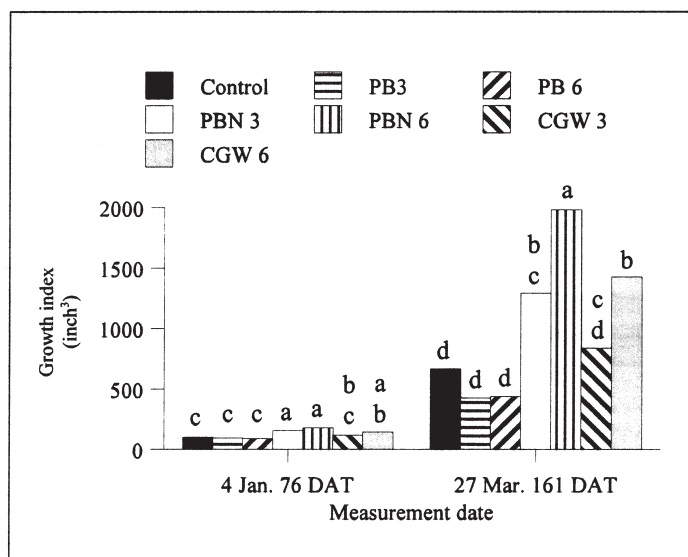 Control PB3 PB 6
PBN 3 PBN 6 CGW 3
CGW 6
2000
1500
1000
500
0
Growth index
(inch³)
c c c a a b c a b
d d d b c a c d b
4 Jan. 76 DAT 27 Mar. 161 DAT
Measurement date